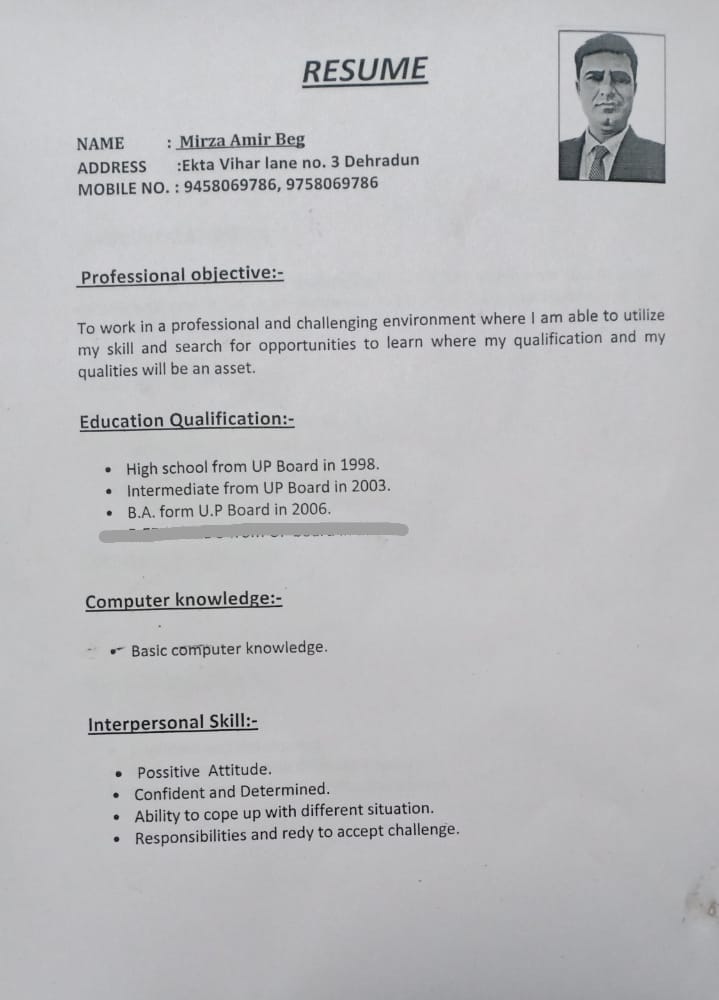 RESUME
NAME : Mirza Amir Beg
ADDRESS :Ekta Vihar lane no. 3 Dehradun
MOBILE NO. : 9458069786, 9758069786
Professional objective:-
To work in a professional and challenging environment where I am able to utilize
my skill and search for opportunities to learn where my qualification and my
qualities will be an asset.
Education Qualification:-
• High school from UP Board in 1998.
• Intermediate from UP Board in 2003.
• B.A. form U.P Board in 2006.
Computer knowledge:-
• Basic computer knowledge.
Interpersonal Skill:-
• Possitive Attitude.
• Confident and Determined.
• Ability to cope up with different situation.
• Responsibilities and redy to accept challenge.